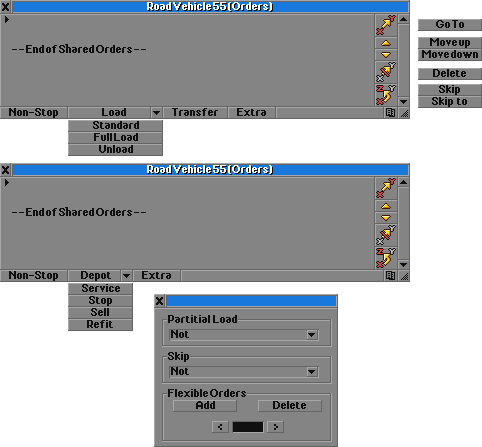 Road Vehicle 55 (Orders)
Go To
- - End of Shared Orders - -
Move up
Move down
Delete
Skip
Skip to
Non-Stop Load Transfer Extra
Standard
Full Load
Unload
Road Vehicle 55 (Orders)
- - End of Shared Orders - -
Non-Stop Depot Extra
Service
Stop
Sell
Refit
Partitial Load
Not
Skip
Not
Flexible Orders
Add Delete
< >